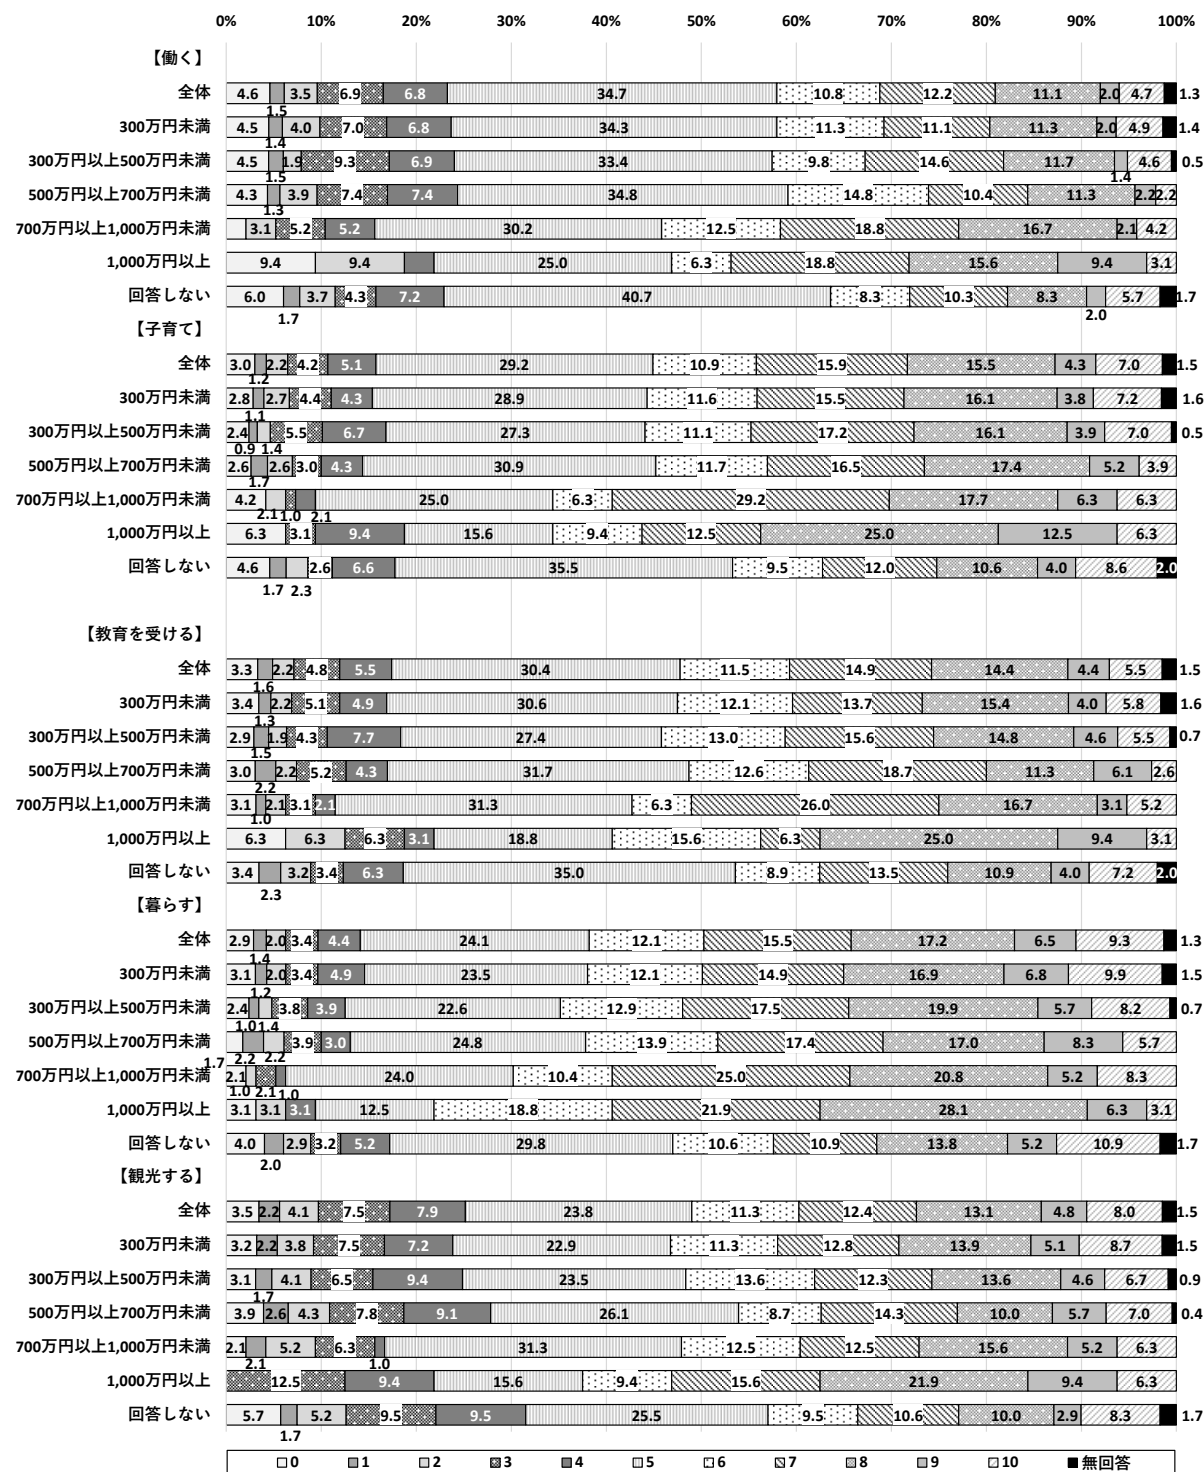 0% 10% 20% 30% 40% 50% 60% 70% 80% 90% 100%
【働く】
全体 4.6 1.5 3.5 6.9 6.8 34.7 10.8 12.2 11.1 2.0 4.7 1.3
300万円未満 4.5 1.4 4.0 7.0 6.8 34.3 11.3 11.1 11.3 2.0 4.9 1.4
300万円以上500万円未満 4.5 1.5 1.9 9.3 6.9 33.4 9.8 14.6 11.7 1.4 4.6 0.5
500万円以上700万円未満 4.3 1.3 3.9 7.4 7.4 34.8 14.8 10.4 11.3 2.2 2.2
700万円以上1,000万円未満 3.1 5.2 5.2 30.2 12.5 18.8 16.7 2.1 4.2
1,000万円以上 9.4 9.4 25.0 6.3 18.8 15.6 9.4 3.1
回答しない 6.0 1.7 3.7 4.3 7.2 40.7 8.3 10.3 8.3 2.0 5.7 1.7
【子育て】
全体 3.0 1.2 2.2 4.2 5.1 29.2 10.9 15.9 15.5 4.3 7.0 1.5
300万円未満 2.8 1.1 2.7 4.4 4.3 28.9 11.6 15.5 16.1 3.8 7.2 1.6
300万円以上500万円未満 2.4 0.9 1.4 5.5 6.7 27.3 11.1 17.2 16.1 3.9 7.0 0.5
500万円以上700万円未満 2.6 1.7 2.6 3.0 4.3 30.9 11.7 16.5 17.4 5.2 3.9
700万円以上1,000万円未満 4.2 2.1 1.0 2.1 25.0 6.3 29.2 17.7 6.3 6.3
1,000万円以上 6.3 3.1 9.4 15.6 9.4 12.5 25.0 12.5 6.3
回答しない 4.6 1.7 2.3 2.6 6.6 35.5 9.5 12.0 10.6 4.0 8.6 2.0
【教育を受ける】
全体 3.3 1.6 2.2 4.8 5.5 30.4 11.5 14.9 14.4 4.4 5.5 1.5
300万円未満 3.4 1.3 2.2 5.1 4.9 30.6 12.1 13.7 15.4 4.0 5.8 1.6
300万円以上500万円未満 2.9 1.5 1.9 4.3 7.7 27.4 13.0 15.6 14.8 4.6 5.5 0.7
500万円以上700万円未満 3.0 2.2 2.2 5.2 4.3 31.7 12.6 18.7 11.3 6.1 2.6
700万円以上1,000万円未満 3.1 1.0 2.1 3.1 2.1 31.3 6.3 26.0 16.7 3.1 5.2
1,000万円以上 6.3 6.3 6.3 3.1 18.8 15.6 6.3 25.0 9.4 3.1
回答しない 3.4 2.3 3.2 3.4 6.3 35.0 8.9 13.5 10.9 4.0 7.2 2.0
【暮らす】
全体 2.9 1.4 2.0 3.4 4.4 24.1 12.1 15.5 17.2 6.5 9.3 1.3
300万円未満 3.1 1.2 2.0 3.4 4.9 23.5 12.1 14.9 16.9 6.8 9.9 1.5
300万円以上500万円未満 2.4 1.0 1.4 3.8 3.9 22.6 12.9 17.5 19.9 5.7 8.2 0.7
500万円以上700万円未満 1.7 2.2 2.2 3.9 3.0 24.8 13.9 17.4 17.0 8.3 5.7
700万円以上1,000万円未満 2.1 1.0 2.1 1.0 24.0 10.4 25.0 20.8 5.2 8.3
1,000万円以上 3.1 3.1 3.1 12.5 18.8 21.9 28.1 6.3 3.1
回答しない 4.0 2.0 2.9 3.2 5.2 29.8 10.6 10.9 13.8 5.2 10.9 1.7
【観光する】
全体 3.5 2.2 4.1 7.5 7.9 23.8 11.3 12.4 13.1 4.8 8.0 1.5
300万円未満 3.2 2.2 3.8 7.5 7.2 22.9 11.3 12.8 13.9 5.1 8.7 1.5
300万円以上500万円未満 3.1 1.7 4.1 6.5 9.4 23.5 13.6 12.3 13.6 4.6 6.7 0.9
500万円以上700万円未満 3.9 2.6 4.3 7.8 9.1 26.1 8.7 14.3 10.0 5.7 7.0 0.4
700万円以上1,000万円未満 2.1 2.1 5.2 6.3 1.0 31.3 12.5 12.5 15.6 5.2 6.3
1,000万円以上 12.5 9.4 15.6 9.4 15.6 21.9 9.4 6.3
回答しない 5.7 1.7 5.2 9.5 9.5 25.5 9.5 10.6 10.0 2.9 8.3 1.7
0 1 2 3 4 5 6 7 8 9 10 無回答